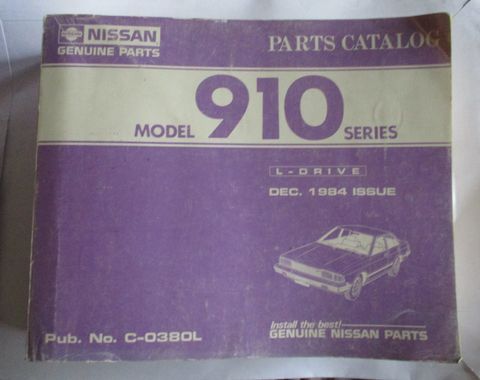 NISSAN
GENUINE PARTS
PARTS CATALOG
MODEL 910 SERIES
L-DRIVE
DEC. 1984 ISSUE
Install the best!
GENUINE NISSAN PARTS
Pub. No. C-0380L